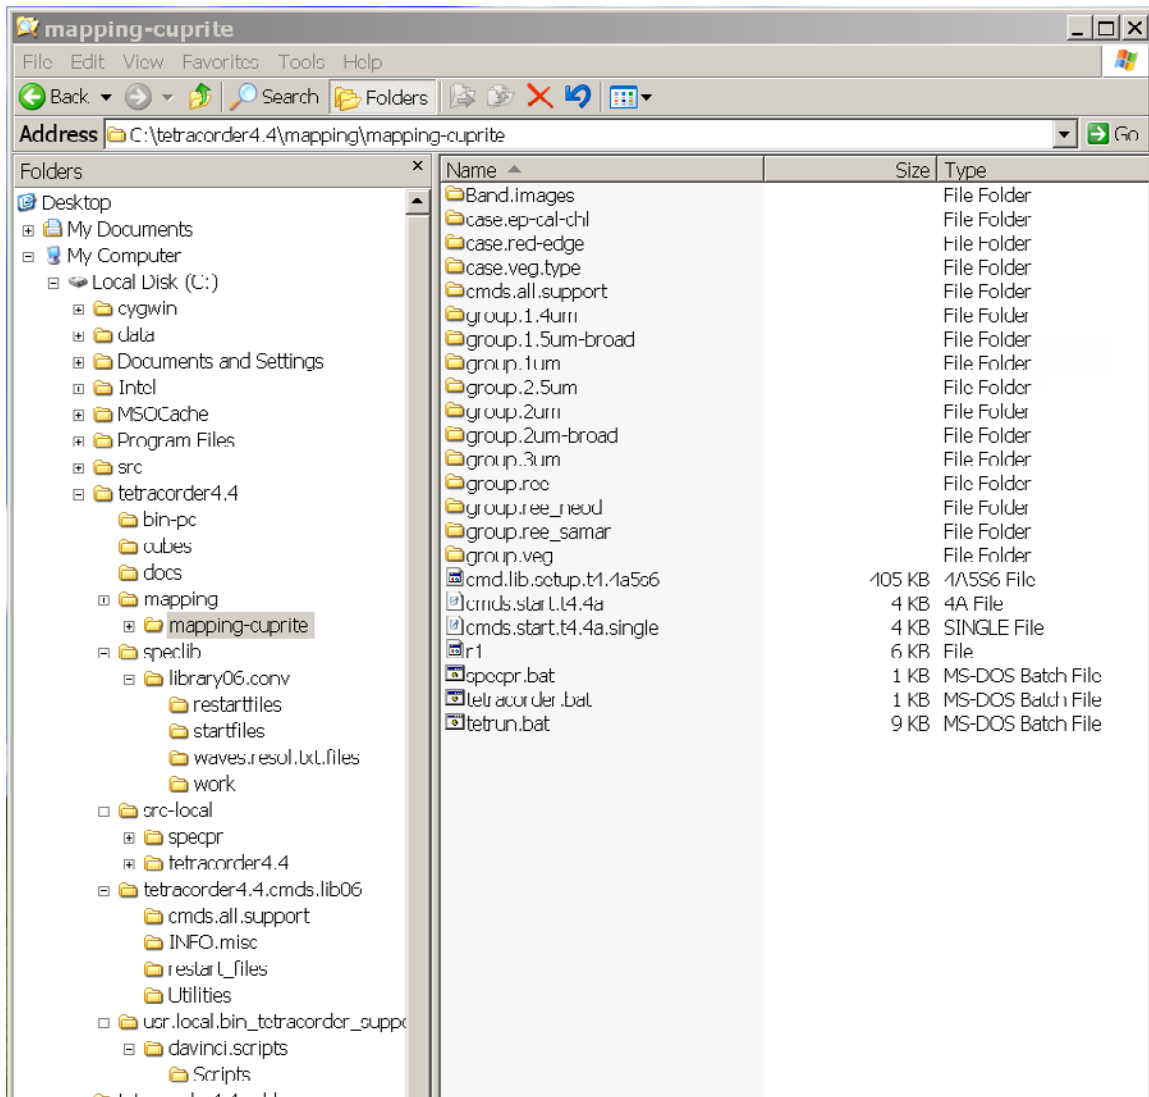 mapping-cuprite
File Edit View Favorites Tools Help
Back Search Folders
Address C:\tetracorder4.4\mapping\mapping-cuprite Go
Folders x
Desktop
My Documents
My Computer
Local Disk (C:)
cygwin
data
Documents and Settings
Intel
MSOCache
Program Files
src
tetracorder4.4
bin-pc
cubes
docs
mapping
mapping-cuprite
speclib
library06.conv
restartfiles
startfiles
waves.resol.txt.files
work
src-local
specpr
tetracorder4.4
tetracorder4.4.cmds.lib06
cmds.all.support
INFO.misc
restart_files
Utilities
usr.local.bin_tetracorder_suppo
davinci.scripts
Scripts
Name Size Type
Band.images File Folder
case.ep-cal-chl File Folder
case.red-edge File Folder
case.veg.type File Folder
cmds.all.support File Folder
group.1.4um File Folder
group.1.5um-broad File Folder
group.1um File Folder
group.2.5um File Folder
group.2um File Folder
group.2um-broad File Folder
group.3um File Folder
group.ree File Folder
group.ree_neod File Folder
group.ree_samar File Folder
group.veg File Folder
cmd.lib.setup.t4.4a5s6 405 KB 4A5S6 File
cmds.start.t4.4a 4 KB 4A File
cmds.start.t4.4a.single 4 KB SINGLE File
r1 6 KB File
specpr.bat 1 KB MS-DOS Batch File
tetracorder.bat 1 KB MS-DOS Batch File
tetrun.bat 9 KB MS-DOS Batch File